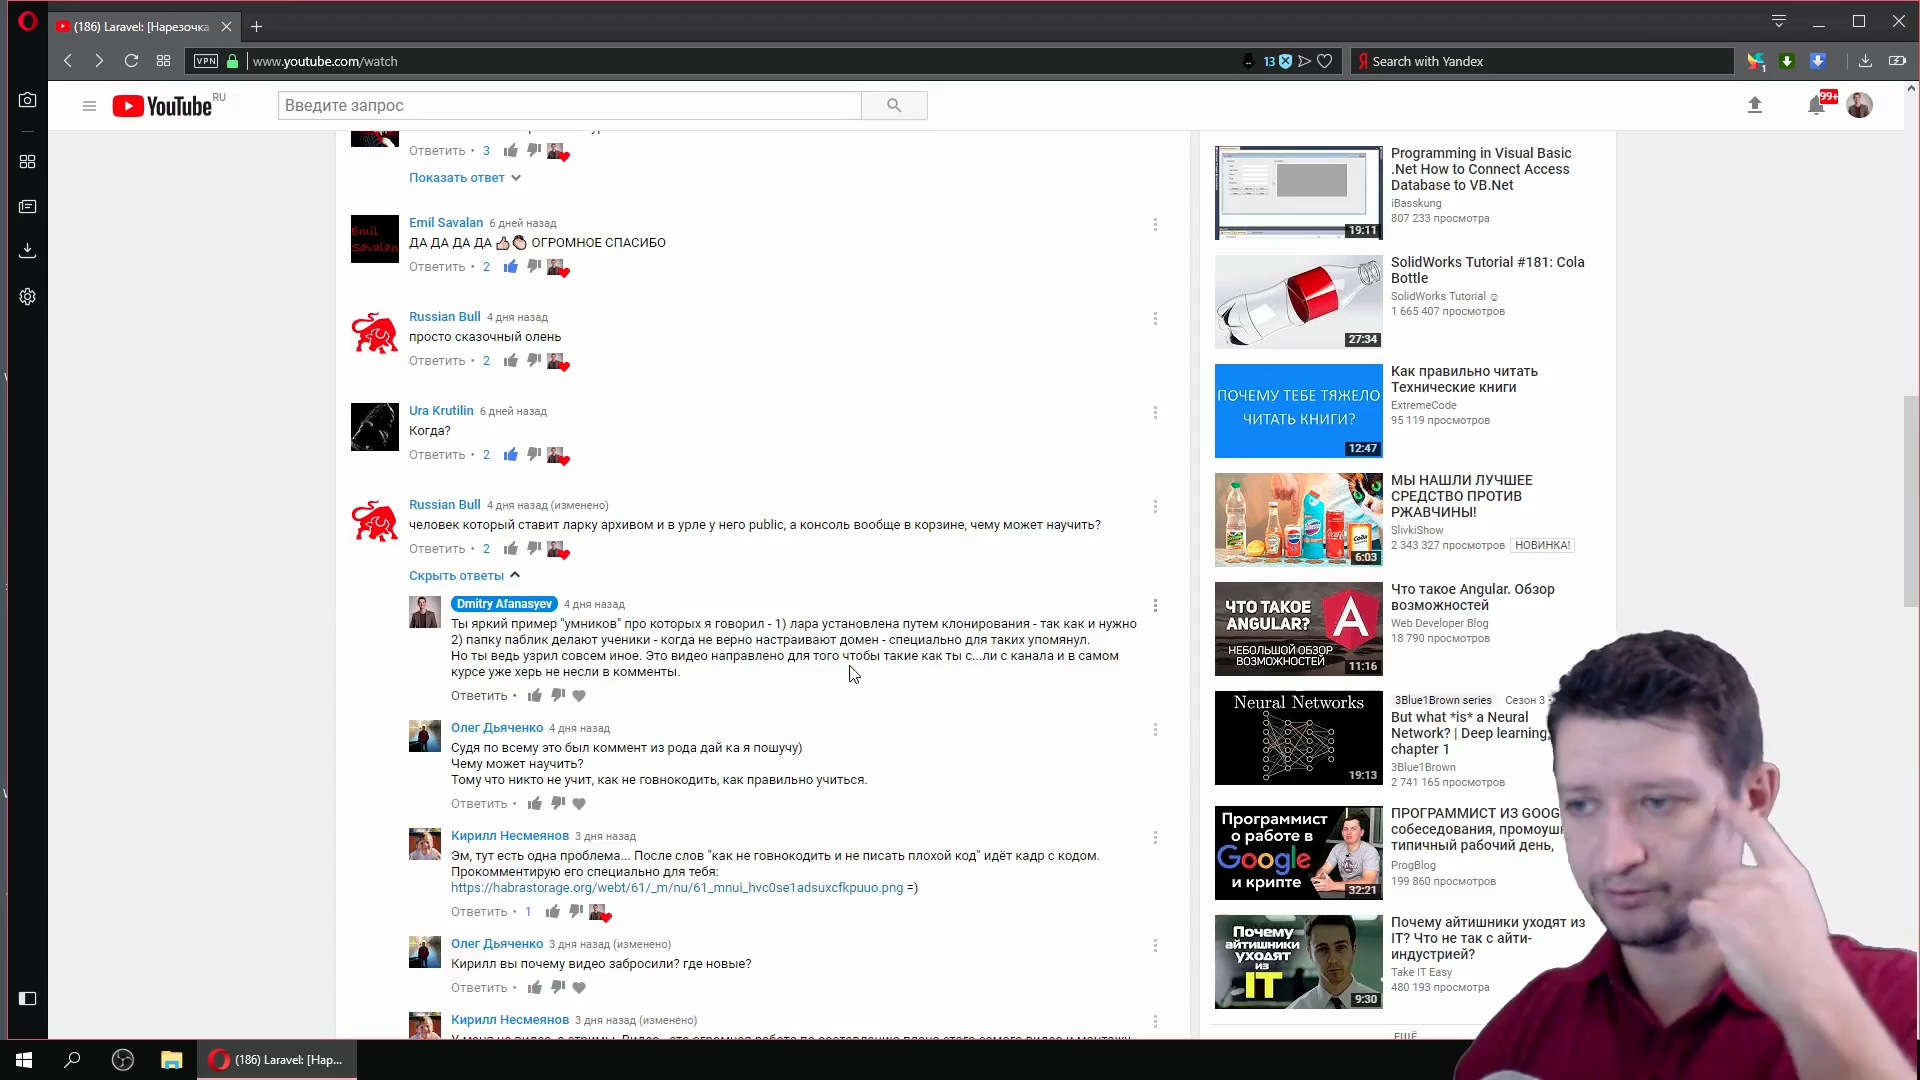 (186) Laravel: [Нарезочка
VPN
www.youtube.com/watch
13
Search with Yandex
1
YouTube RU
Введите запрос
99+
Ответить • 3
Показать ответ
Emil Savalan
Emil Savalan 6 дней назад
ДА ДА ДА ДА 👍👏 ОГРОМНОЕ СПАСИБО
Ответить • 2
Russian Bull 4 дня назад
просто сказочный олень
Ответить • 2
Ura Krutilin 6 дней назад
Когда?
Ответить • 2
Russian Bull 4 дня назад (изменено)
человек который ставит ларку архивом и в урле у него public, а консоль вообще в корзине, чему может научить?
Ответить • 2
Скрыть ответы
Dmitry Afanasyev 4 дня назад
Ты яркий пример "умников" про которых я говорил - 1) лара установлена путем клонирования - так как и нужно
2) папку паблик делают ученики - когда не верно настраивают домен - специально для таких упомянул.
Но ты ведь узрил совсем иное. Это видео направлено для того чтобы такие как ты с...ли с канала и в самом
курсе уже херь не несли в комменты.
Ответить •
Олег Дьяченко 4 дня назад
Судя по всему это был коммент из рода дай ка я пошучу)
Чему может научить?
Тому что никто не учит, как не говнокодить, как правильно учиться.
Ответить •
Кирилл Несмеянов 3 дня назад
Эм, тут есть одна проблема... После слов "как не говнокодить и не писать плохой код" идёт кадр с кодом.
Прокомментирую его специально для тебя:
https://habrastorage.org/webt/61/_m/nu/61_mnui_hvc0se1adsuxcfkpuuo.png =)
Ответить • 1
Олег Дьяченко 3 дня назад (изменено)
Кирилл вы почему видео забросили? где новые?
Ответить •
Кирилл Несмеянов 3 дня назад (изменено)
19:11
Programming in Visual Basic
.Net How to Connect Access
Database to VB.Net
iBasskung
807 233 просмотра
27:34
SolidWorks Tutorial #181: Cola
Bottle
SolidWorks Tutorial ☺
1 665 407 просмотров
ПОЧЕМУ ТЕБЕ ТЯЖЕЛО
ЧИТАТЬ КНИГИ?
12:47
Как правильно читать
Технические книги
ExtremeCode
95 119 просмотров
6:03
МЫ НАШЛИ ЛУЧШЕЕ
СРЕДСТВО ПРОТИВ
РЖАВЧИНЫ!
SlivkiShow
2 343 327 просмотров НОВИНКА!
ЧТО ТАКОЕ
ANGULAR?
НЕБОЛЬШОЙ ОБЗОР
ВОЗМОЖНОСТЕЙ
A
11:16
Что такое Angular. Обзор
возможностей
Web Developer Blog
18 790 просмотров
Neural Networks
19:13
3Blue1Brown series Сезон 3 •
But what *is* a Neural
Network? | Deep learning,
chapter 1
3Blue1Brown
2 741 165 просмотров
Программист
о работе в
Google
и крипте
32:21
ПРОГРАММИСТ ИЗ GOOG
собеседования, промоуш
типичный рабочий день,
ProgBlog
199 860 просмотров
Почему
айтишники
уходят
из
IT
9:30
Почему айтишники уходят из
IT? Что не так с айти-
индустрией?
Take IT Easy
480 193 просмотра
ЕЩЁ
(186) Laravel: [Нар...